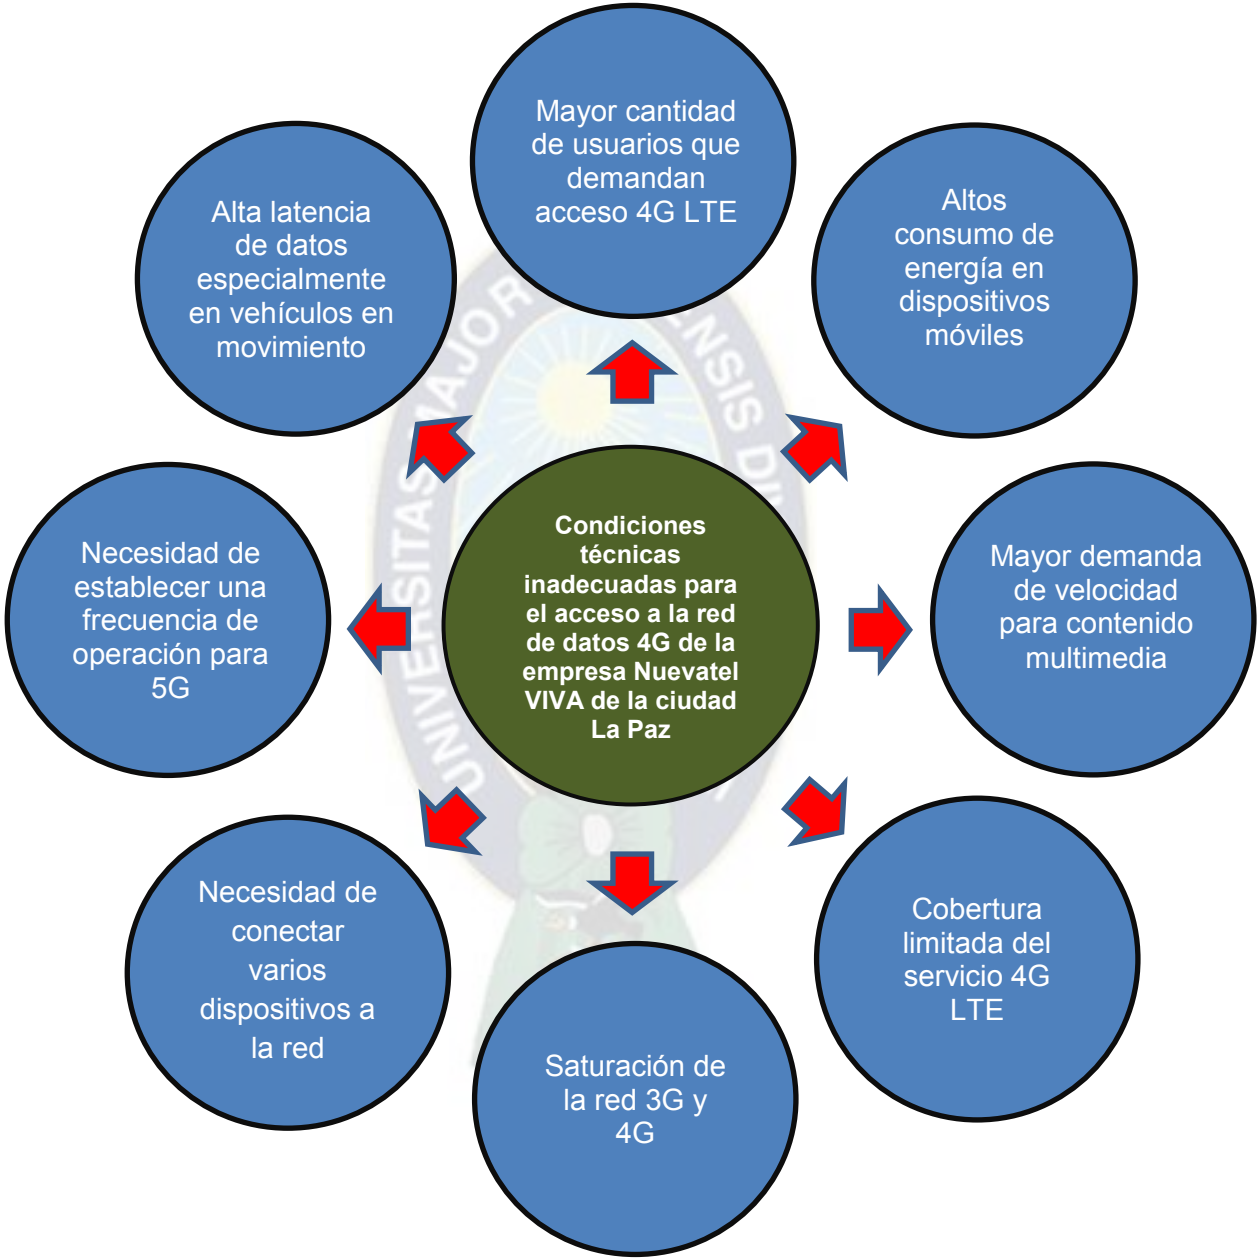 Mayor cantidad
de usuarios que
demandan
acceso 4G LTE
Altos
consumo de
energía en
dispositivos
móviles
Mayor demanda
de velocidad
para contenido
multimedia
Cobertura
limitada del
servicio 4G
LTE
Saturación de
la red 3G y
4G
Necesidad de
conectar
varios
dispositivos a
la red
Necesidad de
establecer una
frecuencia de
operación para
5G
Alta latencia
de datos
especialmente
en vehículos en
movimiento
Condiciones
técnicas
inadecuadas para
el acceso a la red
de datos 4G de la
empresa Nuevatel
VIVA de la ciudad
La Paz
UNIVERSITAS MAJOR